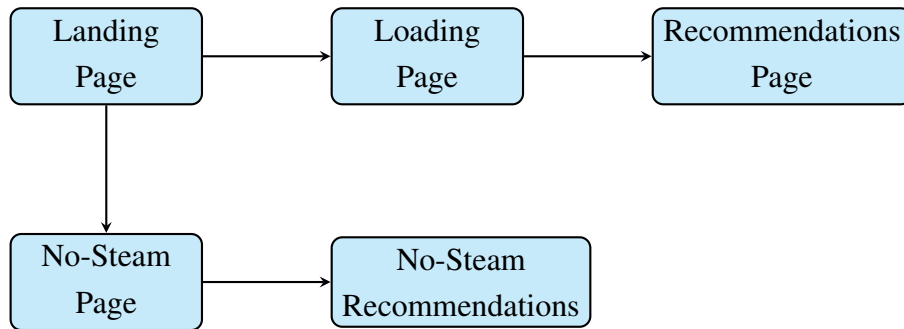 Landing
Page
Loading
Page
Recommendations
Page
No-Steam
Page
No-Steam
Recommendations